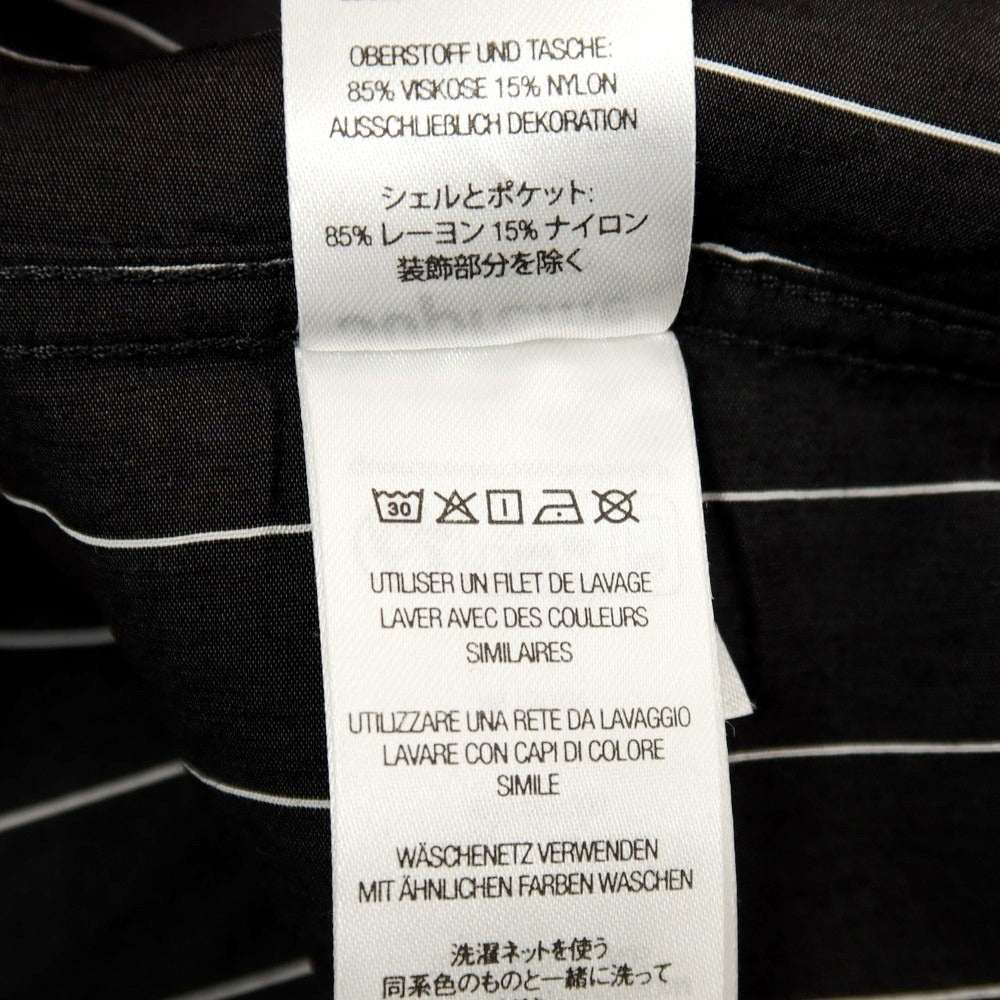 OBERSTOFF UND TASCHE:
85% VISKOSE 15% NYLON
AUSSCHLIEßLICH DEKORATION
シェルとポケット:
85% レーヨン 15% ナイロン
装飾部分を除く
30
UTILISER UN FILET DE LAVAGE
LAVER AVEC DES COULEURS
SIMILAIRES
UTILIZZARE UNA RETE DA LAVAGGIO
LAVARE CON CAPI DI COLORE
SIMILE
WÄSCHENETZ VERWENDEN
MIT ÄHNLICHEN FARBEN WASCHEN
洗濯ネットを使う
同系色のものと一緒に洗って